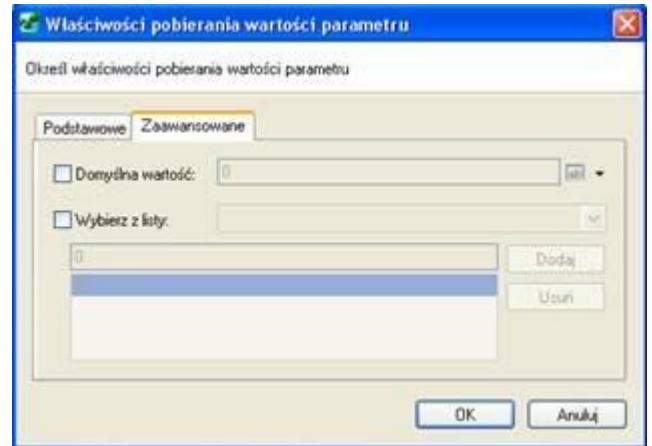 Właściwości pobierania wartości parametru
Określ właściwości pobierania wartości parametru
Podstawowe Zaawansowane
Domyślna wartość: 0
Wybierz z listy:
0 Dodaj
Usuń
OK Anuluj